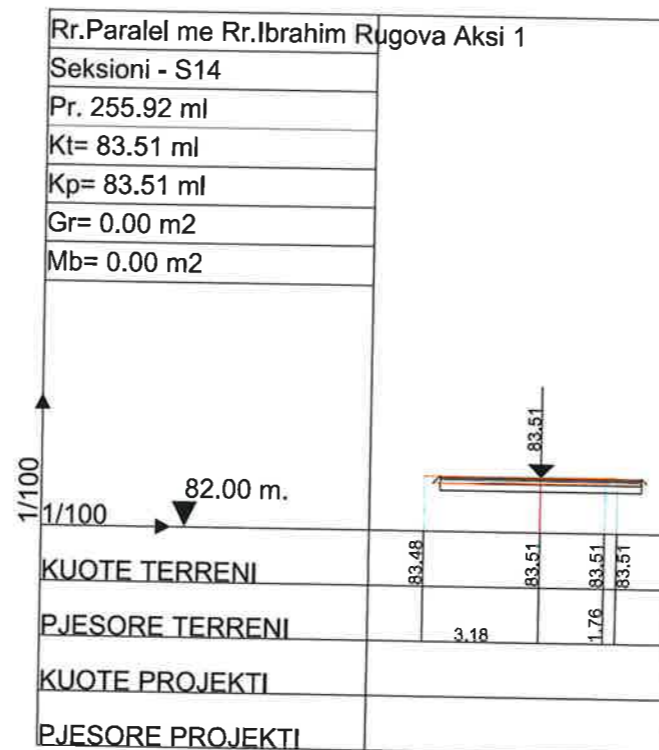 Rr.Paralel me Rr.Ibrahim Rugova Aksi 1
Seksioni - S14
Pr. 255.92 ml
Kt= 83.51 ml
Kp= 83.51 ml
Gr= 0.00 m2
Mb= 0.00 m2
83.51
1/100
1/100
82.00 m.
KUOTE TERRENI
83.48
83.51
83.51
83.51
PJESORE TERRENI
3.18
1.76
KUOTE PROJEKTI
PJESORE PROJEKTI